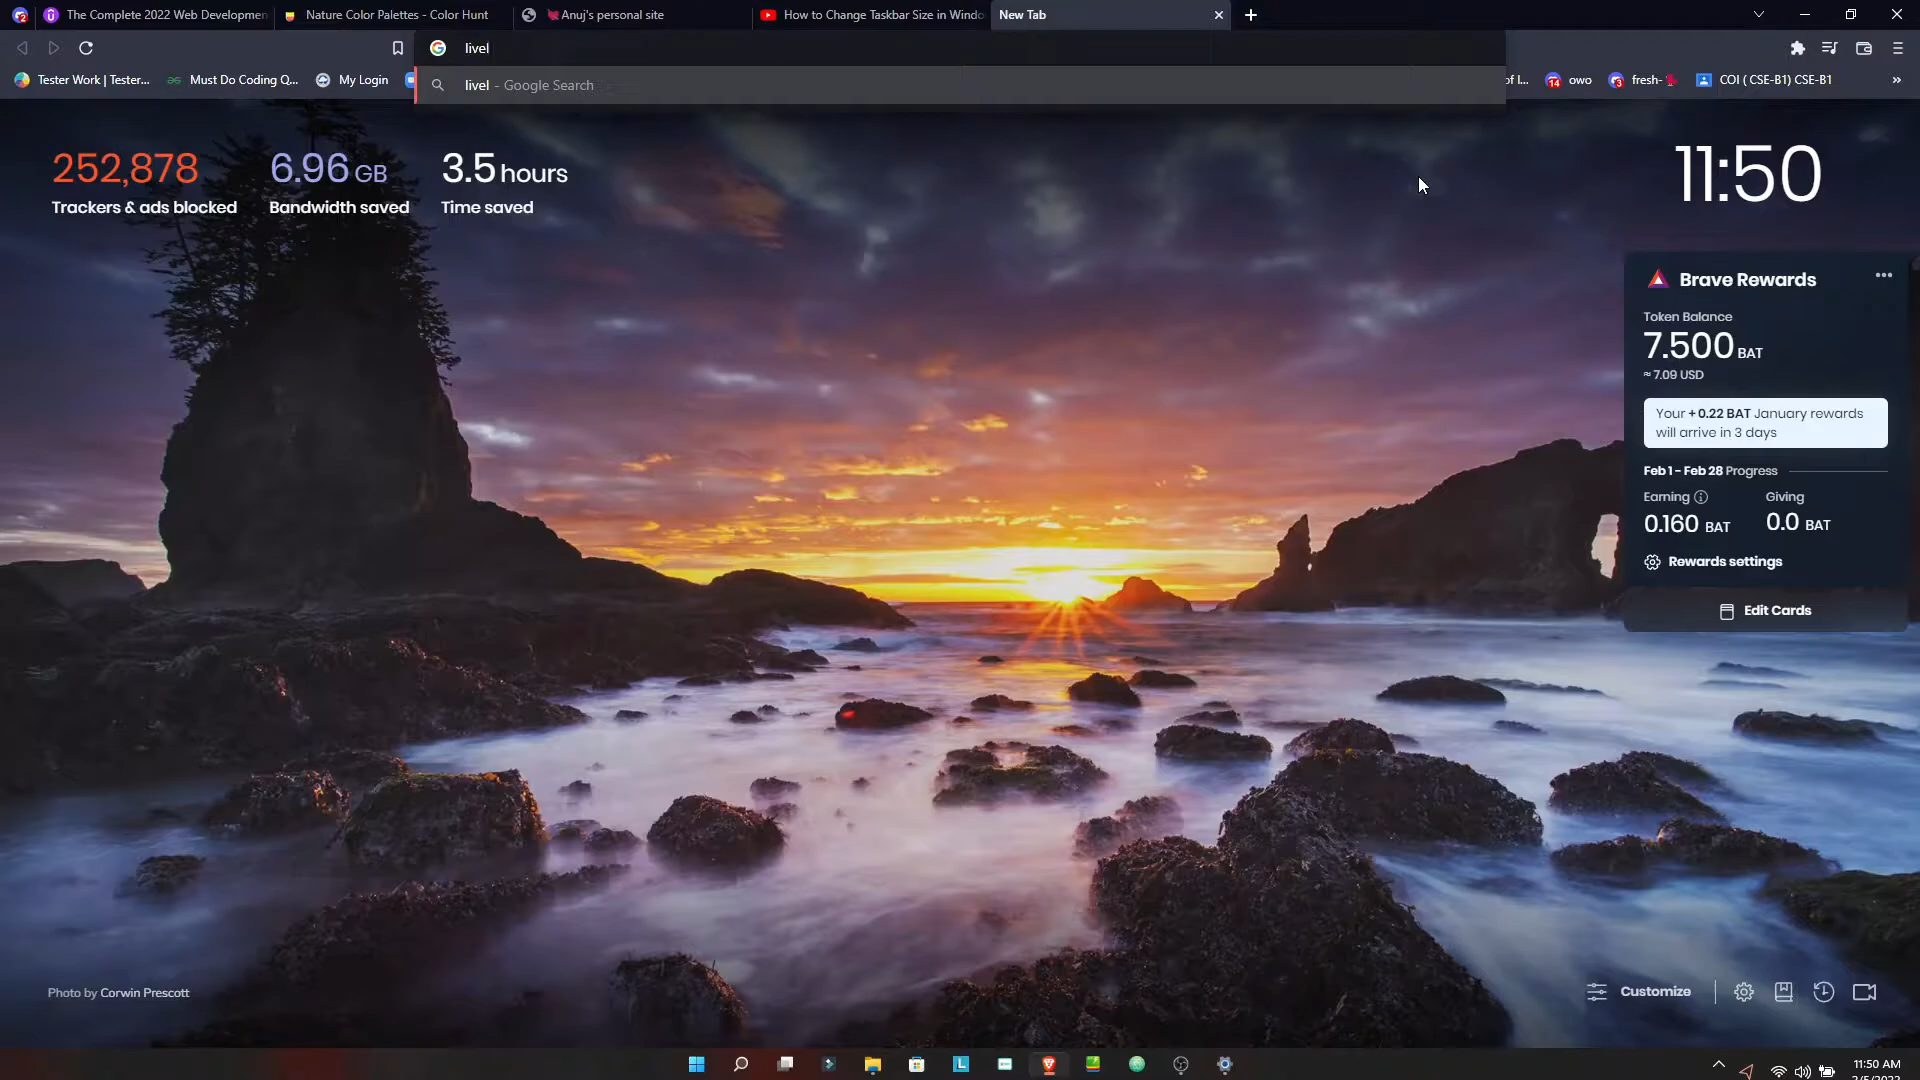 The Complete 2022 Web Developmen
Nature Color Palettes - Color Hunt
Anuj's personal site
How to Change Taskbar Size in Windo
New Tab
livel
Tester Work | Tester...
Must Do Coding Q...
My Login
livel - Google Search
of I...
14
owo
3
fresh-
COI ( CSE-B1) CSE-B1
252,878
Trackers & ads blocked
6.96 GB
Bandwidth saved
3.5 hours
Time saved
11:50
Brave Rewards
Token Balance
7.500 BAT
≈ 7.09 USD
Your +0.22 BAT January rewards
will arrive in 3 days
Feb 1 - Feb 28 Progress
Earning
Giving
0.160 BAT
0.0 BAT
Rewards settings
Edit Cards
Photo by Corwin Prescott
Customize
11:50 AM